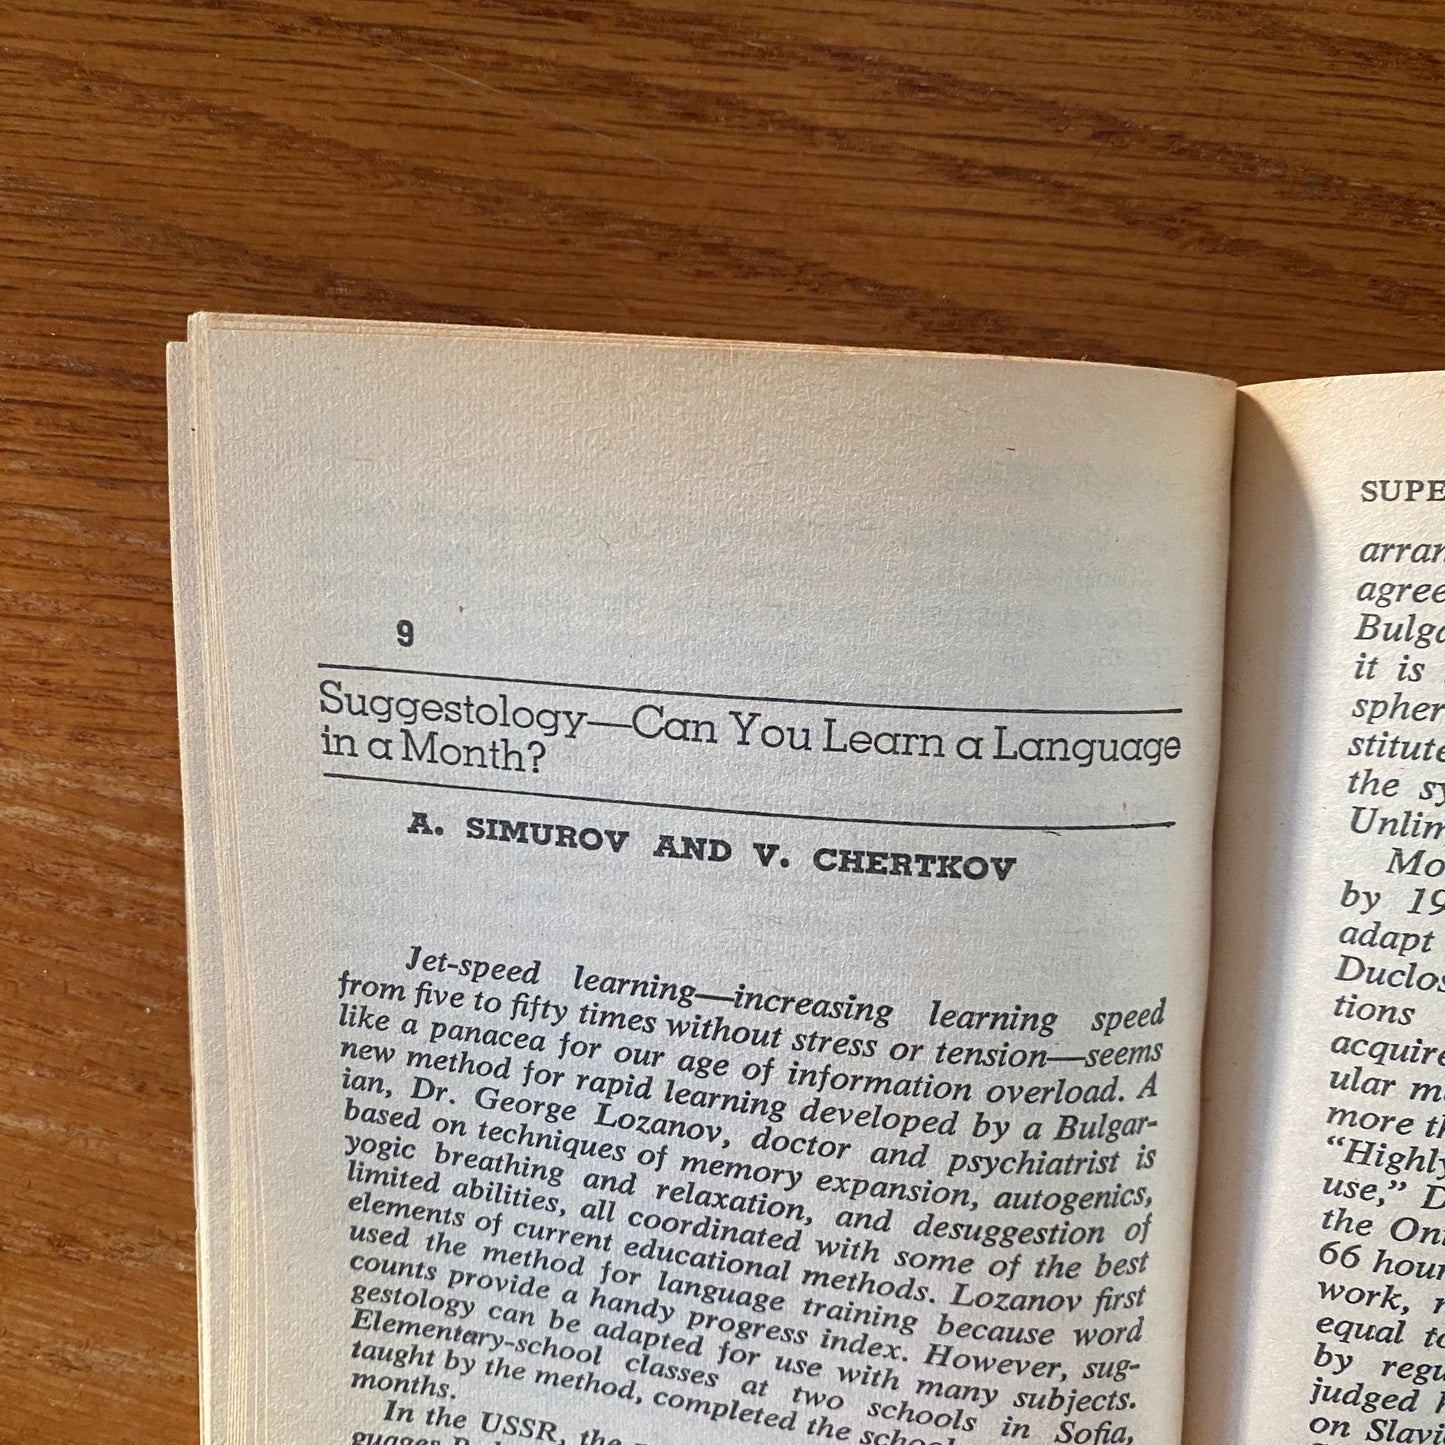 9
Suggestology—Can You Learn a Language
in a Month?
A. SIMUROV AND V. CHERTKOV
Jet-speed learning—increasing learning speed
from five to fifty times without stress or tension—seems
like a panacea for our age of information overload. A
new method for rapid learning developed by a Bulgar-
ian, Dr. George Lozanov, doctor and psychiatrist is
based on techniques of memory expansion, autogenics,
yogic breathing and relaxation, and desuggestion of
limited abilities, all coordinated with some of the best
elements of current educational methods. Lozanov first
used the method for language training because word
counts provide a handy progress index. However, sug-
gestology can be adapted for use with many subjects.
Elementary-school classes at two schools in Sofia,
taught by the method, completed the school
months.
In the USSR, the
SUPE
arran
agree
Bulga
it is
spher
stitute
the sy
Unlim
Mo
by 19
adapt
Duclos
tions
acquire
ular m
more th
“Highly
use,” D
the On
66 hour
work, r
equal to
by regu
judged h
on Slavi